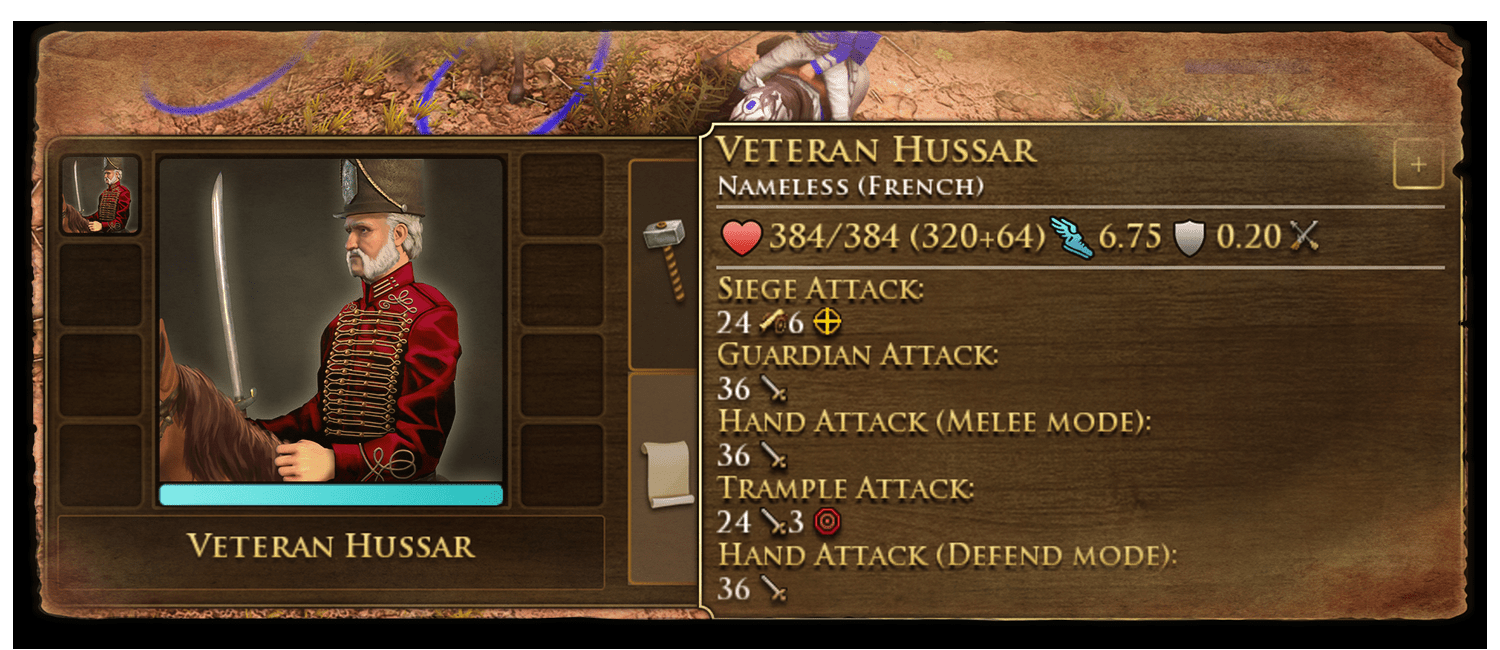 Veteran Hussar
Nameless (French)
384/384 (320+64) 6.75 0.20
Siege Attack:
24 6
Guardian Attack:
36
Hand Attack (Melee mode):
36
Trample Attack:
24 3
Hand Attack (Defend mode):
36
Veteran Hussar